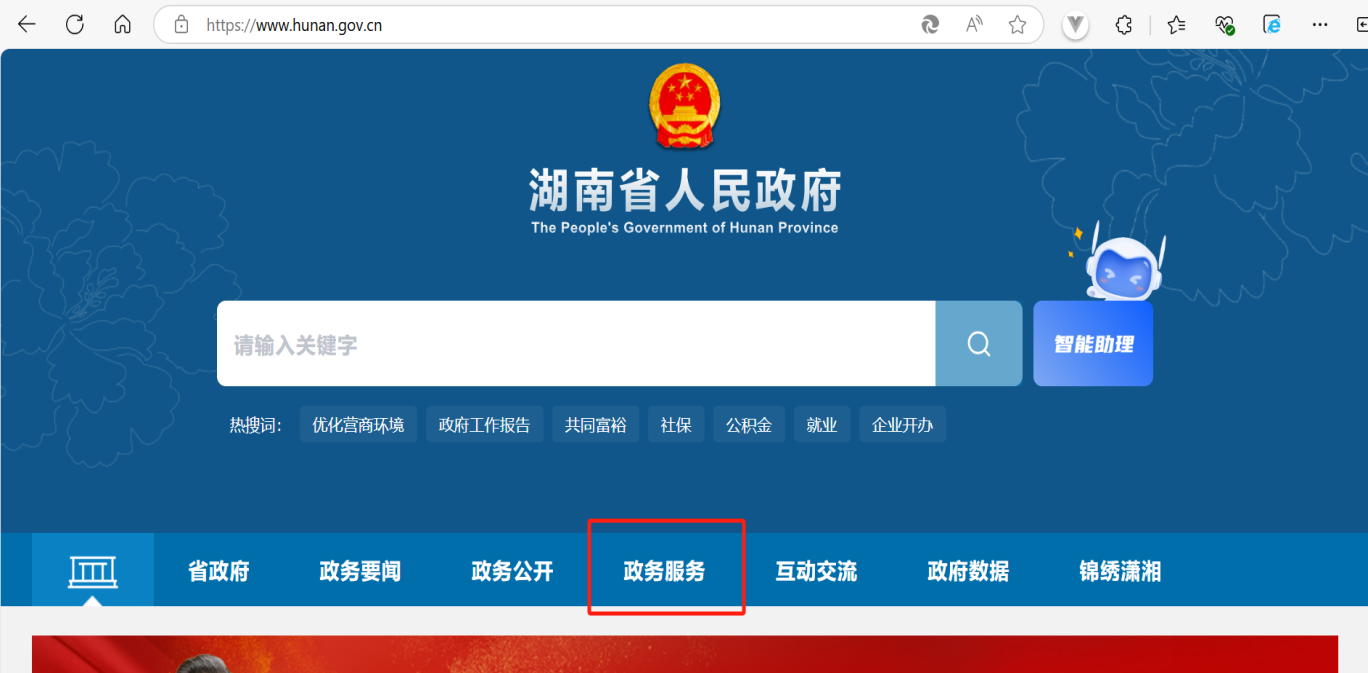 https://www.hunan.gov.cn
湖南省人民政府
The People's Government of Hunan Province
请输入关键字
智能助理
热搜词: 优化营商环境 政府工作报告 共同富裕 社保 公积金 就业 企业开办
省政府 政务要闻 政务公开 政务服务 互动交流 政府数据 锦绣潇湘